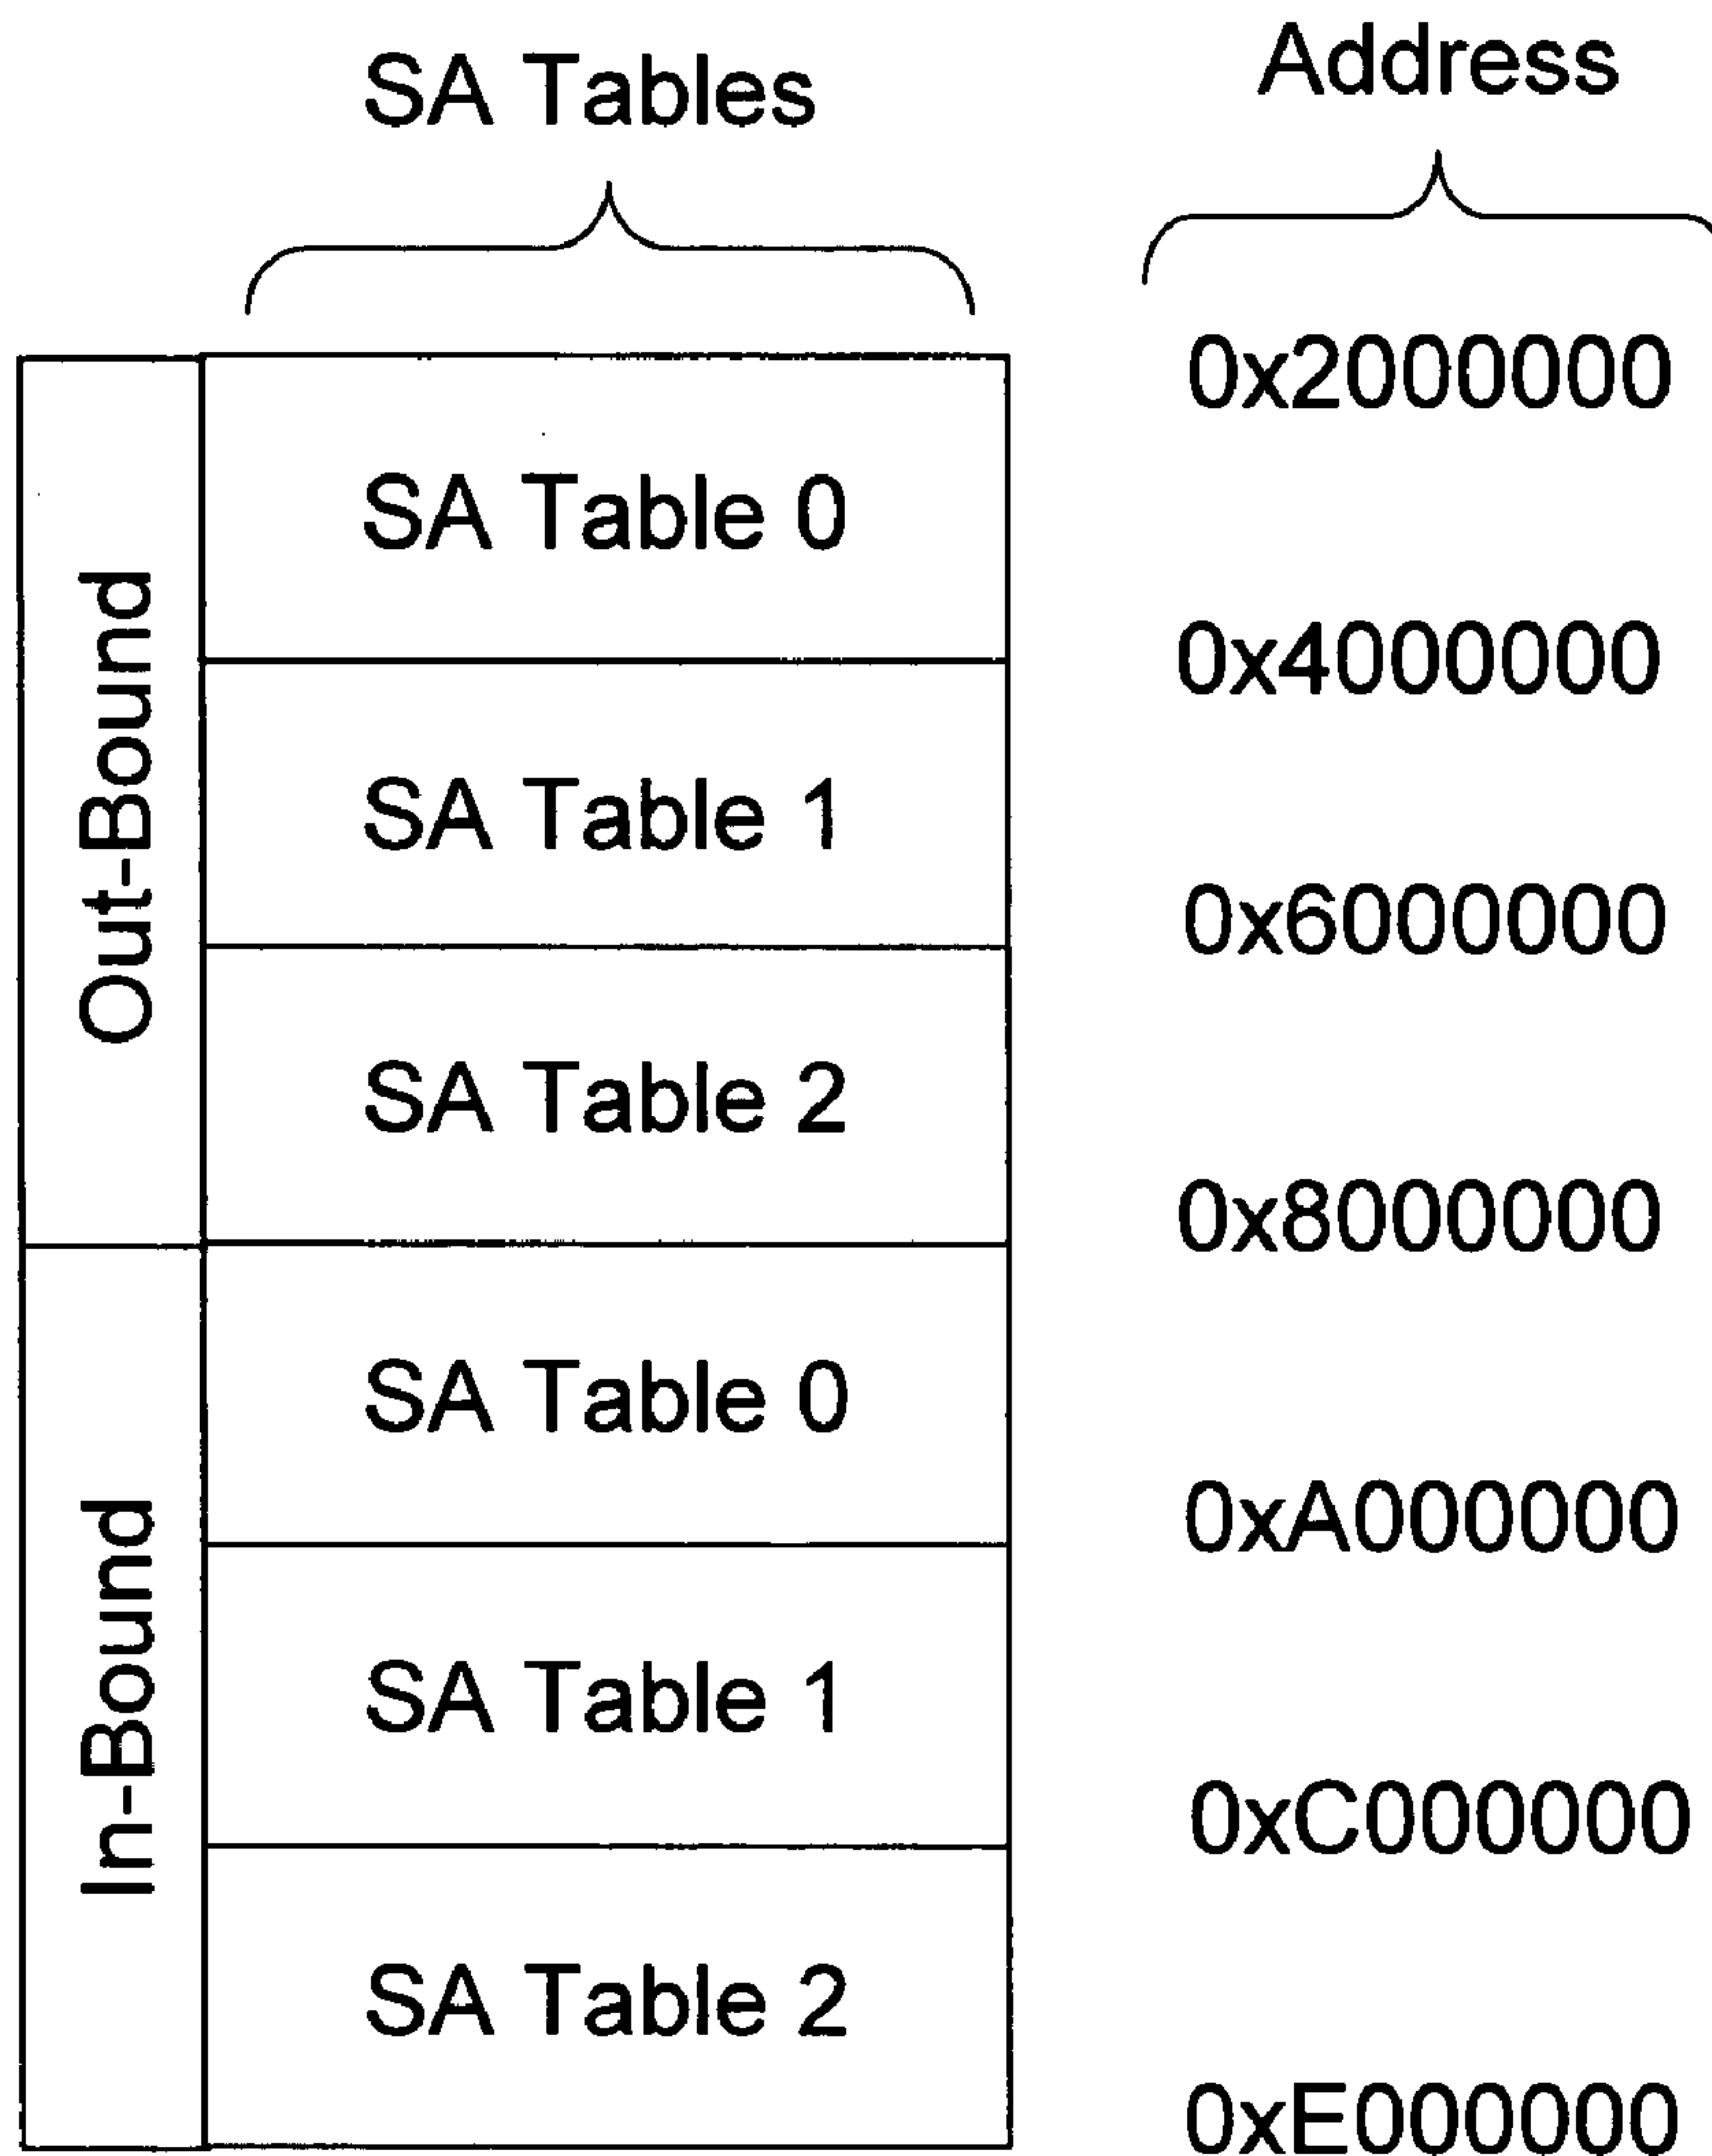 SA Tables
Address
0x2000000
SA Table 0
0x4000000
SA Table 1
0x6000000
SA Table 2
0x8000000
Out-Bound
SA Table 0
0xA000000
SA Table 1
0xC000000
SA Table 2
0xE000000
In-Bound